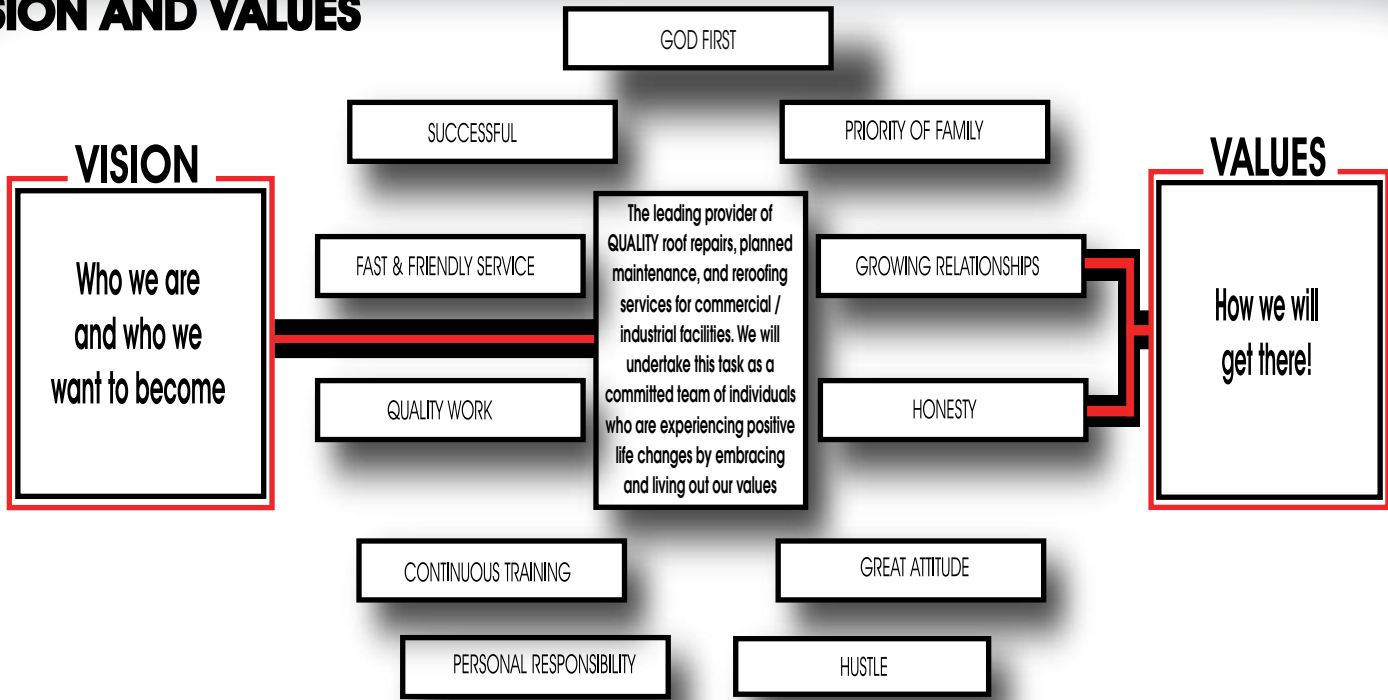 SION AND VALUES
GOD FIRST
SUCCESSFUL
PRIORITY OF FAMILY
VISION
Who we are
and who we
want to become
FAST & FRIENDLY SERVICE
QUALITY WORK
The leading provider of
QUALITY roof repairs, planned
maintenance, and reroofing
services for commercial /
industrial facilities. We will
undertake this task as a
committed team of individuals
who are experiencing positive
life changes by embracing
and living out our values
GROWING RELATIONSHIPS
HONESTY
VALUES
How we will
get there!
CONTINUOUS TRAINING
GREAT ATTITUDE
PERSONAL RESPONSIBILITY
HUSTLE